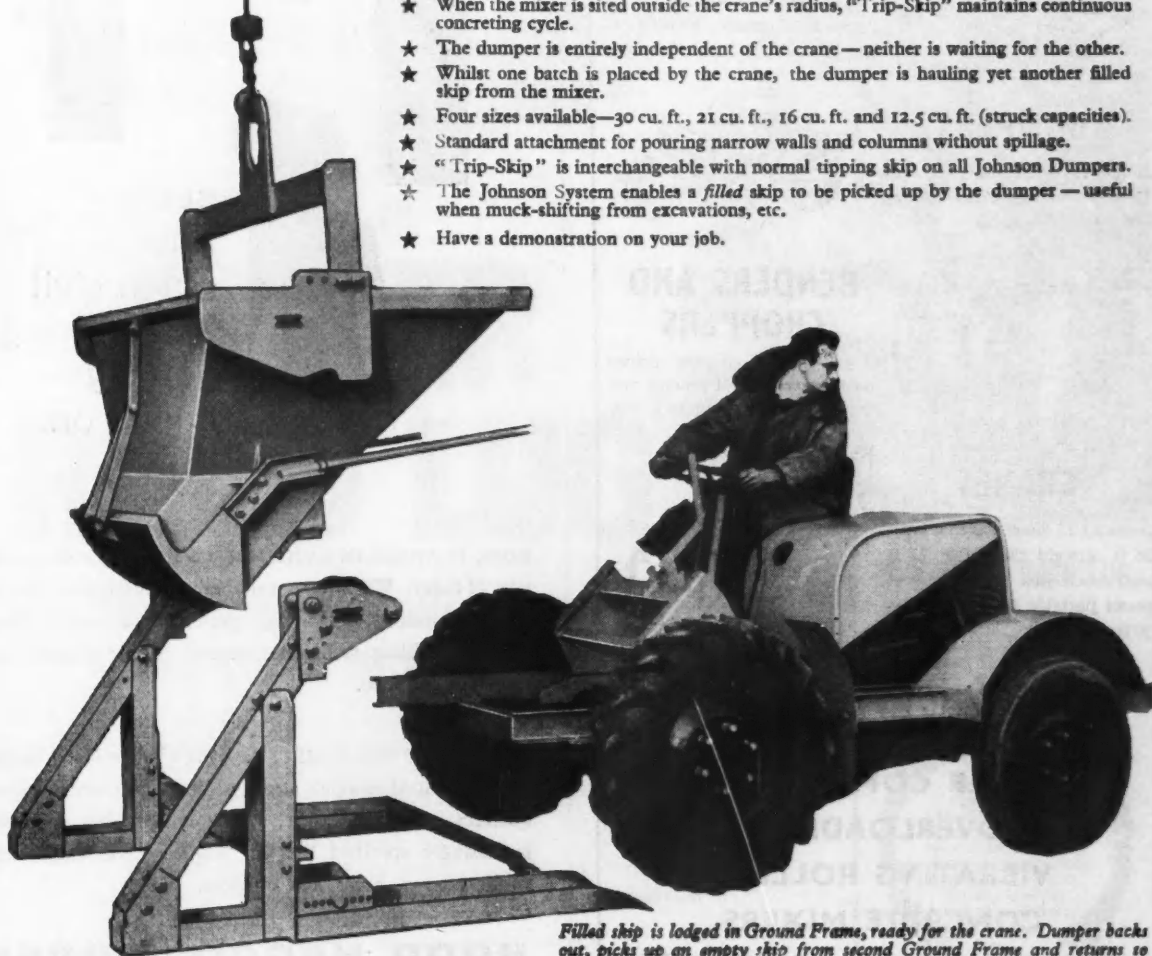 ★ When the mixer is sited outside the crane's radius, "Trip-Skip" maintains continuous
concreting cycle.
★ The dumper is entirely independent of the crane — neither is waiting for the other.
★ Whilst one batch is placed by the crane, the dumper is hauling yet another filled
skip from the mixer.
★ Four sizes available—30 cu. ft., 21 cu. ft., 16 cu. ft. and 12.5 cu. ft. (struck capacities).
★ Standard attachment for pouring narrow walls and columns without spillage.
★ "Trip-Skip" is interchangeable with normal tipping skip on all Johnson Dumpers.
★ The Johnson System enables a filled skip to be picked up by the dumper — useful
when muck-shifting from excavations, etc.
★ Have a demonstration on your job.
Filled skip is lodged in Ground Frame, ready for the crane. Dumper backs
out, picks up an empty skip from second Ground Frame and returns to